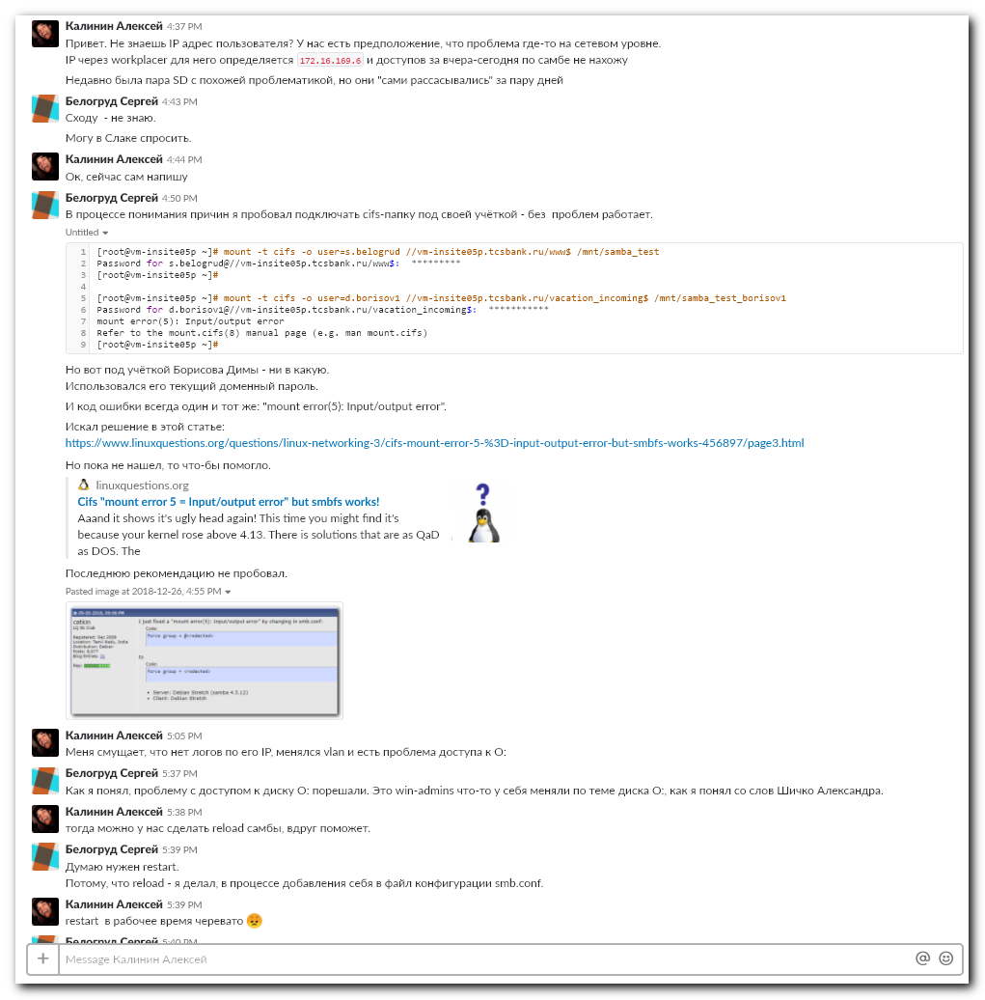 Калинин Алексей 4:37 PM
Привет. Не знаешь IP адрес пользователя? У нас есть предположение, что проблема где-то на сетевом уровне.
IP через workplacer для него определяется 172.16.169.6 и доступов за вчера-сегодня по самбе не нахожу
Недавно была пара SD с похожей проблематикой, но они "сами рассасывались" за пару дней
Белогруд Сергей 4:43 PM
Сходу - не знаю.
Могу в Слаке спросить.
Калинин Алексей 4:44 PM
Ок, сейчас сам напишу
Белогруд Сергей 4:50 PM
В процессе понимания причин я пробовал подключать cifs-папку под своей учёткой - без проблем работает.
Untitled
1 [root@vm-insite05p ~]# mount -t cifs -o user=s.belogrud //vm-insite05p.tcsbank.ru/www$ /mnt/samba_test
2 Password for s.belogrud@//vm-insite05p.tcsbank.ru/www$: *********
3 [root@vm-insite05p ~]#
4
5 [root@vm-insite05p ~]# mount -t cifs -o user=d.borisov1 //vm-insite05p.tcsbank.ru/vacation_incoming$ /mnt/samba_test_borisov1
6 Password for d.borisov1@//vm-insite05p.tcsbank.ru/vacation_incoming$: ***********
7 mount error(5): Input/output error
8 Refer to the mount.cifs(8) manual page (e.g. man mount.cifs)
9 [root@vm-insite05p ~]#
Но вот под учёткой Борисова Димы - ни в какую.
Использовался его текущий доменный пароль.
И код ошибки всегда один и тот же: "mount error(5): Input/output error".
Искал решение в этой статье:
https://www.linuxquestions.org/questions/linux-networking-3/cifs-mount-error-5-%3D-input-output-error-but-smbfs-works-456897/page3.html
Но пока не нашел, то что-бы помогло.
linuxquestions.org
Cifs "mount error 5 = Input/output error" but smbfs works!
Aaand it shows it's ugly head again! This time you might find it's
because your kernel rose above 4.13. There is solutions that are as QaD
as DOS. The
Последнюю рекомендацию не пробовал.
Pasted image at 2018-12-26, 4:55 PM
catkin
LQ 5k Club
Registered: Dec 2008
Location: Tamil Nadu, India
Distribution: Debian
Blog Entries:
Rep:
I just fixed a "mount error(5): Input/output error" by changing in smb.conf:
Code:
force group = @<redacted>
to
Code:
force group = <redacted>
Server: Debian Stretch (samba 4.5.12)
Client: Debian Stretch
Калинин Алексей 5:05 PM
Меня смущает, что нет логов по его IP, менялся vlan и есть проблема доступа к O:
Белогруд Сергей 5:37 PM
Как я понял, проблему с доступом к диску O: порешали. Это win-admins что-то у себя меняли по теме диска O:, как я понял со слов Шичко Александра.
Калинин Алексей 5:38 PM
тогда можно у нас сделать reload самбы, вдруг поможет.
Белогруд Сергей 5:39 PM
Думаю нужен restart.
Потому, что reload - я делал, в процессе добавления себя в файл конфигурации smb.conf.
Калинин Алексей 5:39 PM
restart в рабочее время черевато
Белогруд Сергей 5:40 PM
Message Калинин Алексей